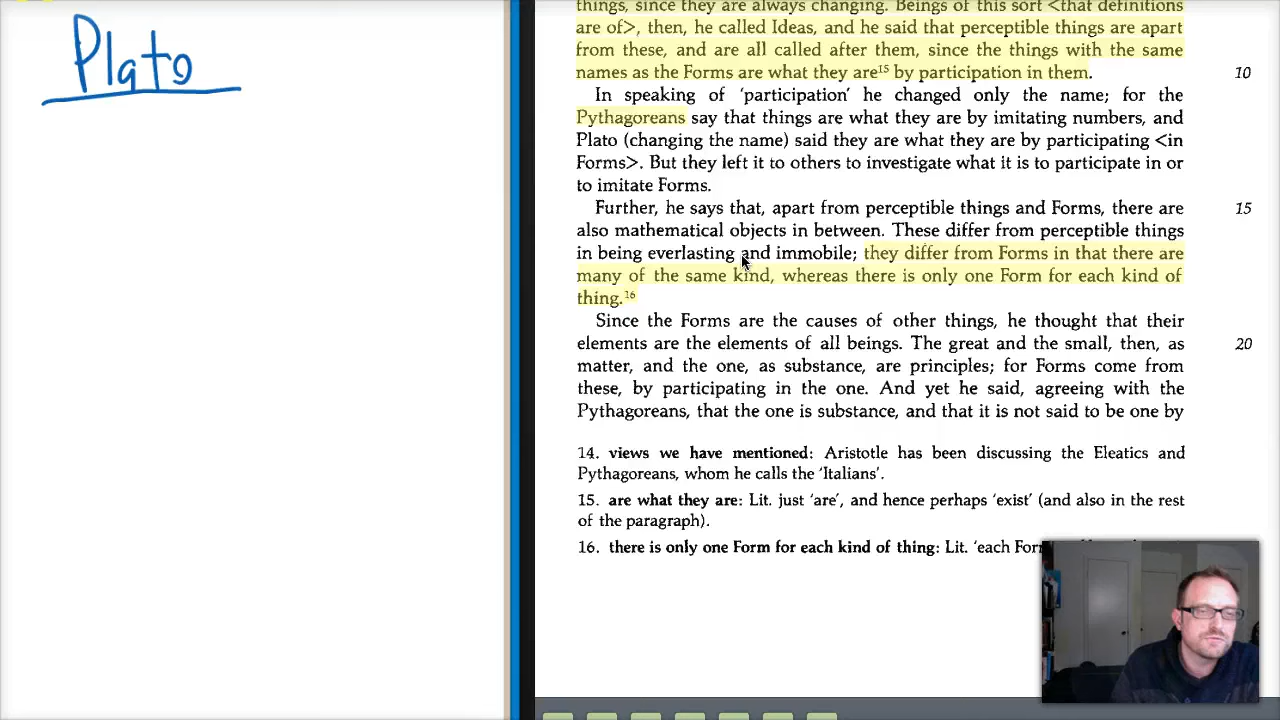 Plato
things, since they are always changing. Beings of this sort <that definitions
are of>, then, he called Ideas, and he said that perceptible things are apart
from these, and are all called after them, since the things with the same
names as the Forms are what they are15 by participation in them. 10
In speaking of 'participation' he changed only the name; for the
Pythagoreans say that things are what they are by imitating numbers, and
Plato (changing the name) said they are what they are by participating <in
Forms>. But they left it to others to investigate what it is to participate in or
to imitate Forms.
Further, he says that, apart from perceptible things and Forms, there are 15
also mathematical objects in between. These differ from perceptible things
in being everlasting and immobile; they differ from Forms in that there are
many of the same kind, whereas there is only one Form for each kind of
thing.16
Since the Forms are the causes of other things, he thought that their
elements are the elements of all beings. The great and the small, then, as 20
matter, and the one, as substance, are principles; for Forms come from
these, by participating in the one. And yet he said, agreeing with the
Pythagoreans, that the one is substance, and that it is not said to be one by
14. views we have mentioned: Aristotle has been discussing the Eleatics and
Pythagoreans, whom he calls the 'Italians'.
15. are what they are: Lit. just 'are', and hence perhaps 'exist' (and also in the rest
of the paragraph).
16. there is only one Form for each kind of thing: Lit. 'each